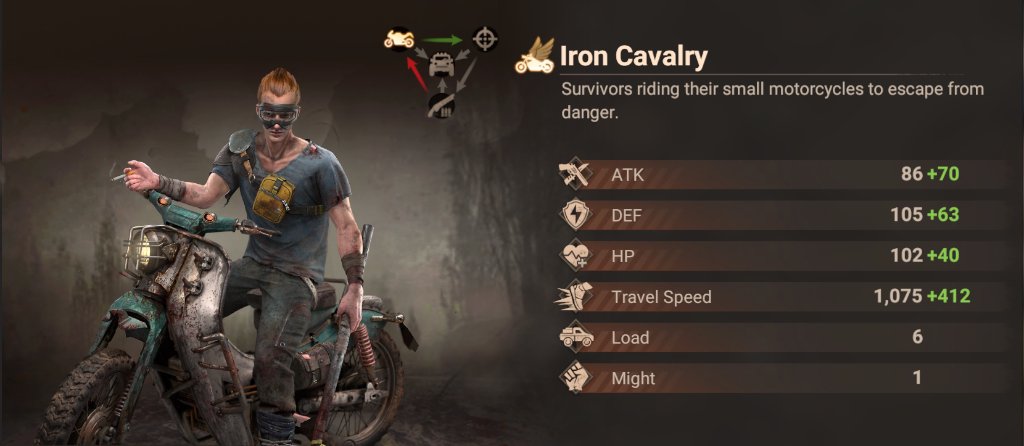 Iron Cavalry
Survivors riding their small motorcycles to escape from
danger.
ATK 86 +70
DEF 105 +63
HP 102 +40
Travel Speed 1,075 +412
Load 6
Might 1